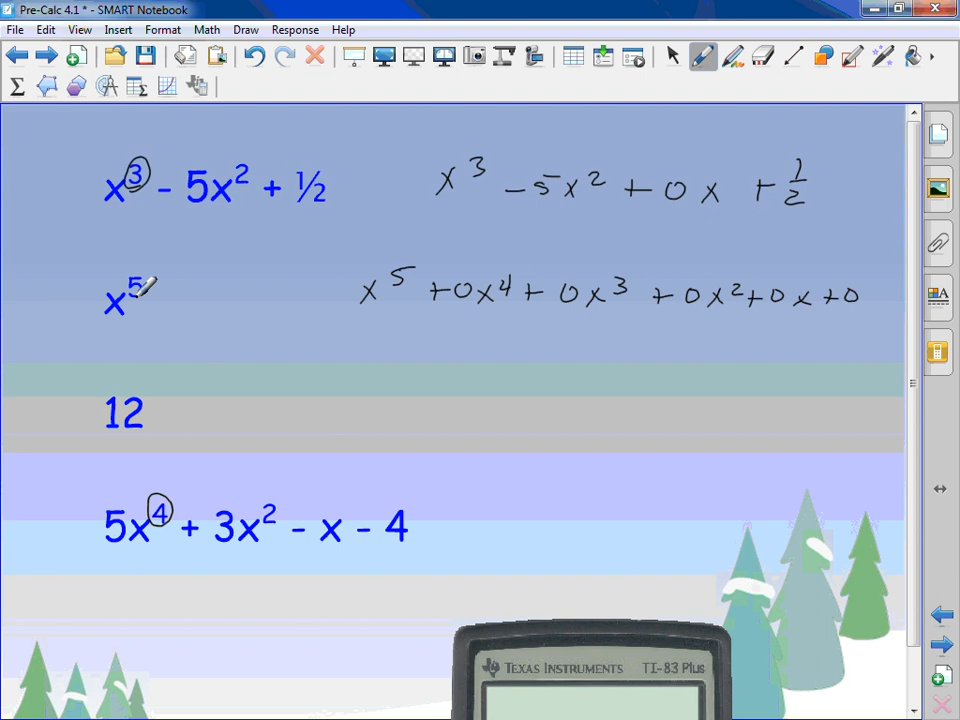 Pre-Calc 4.1 * - SMART Notebook
File Edit View Insert Format Math Draw Response Help
x³ - 5x² + ½ x³ - 5x² + 0x + 1/2
x⁵ x⁵ + 0x⁴ + 0x³ + 0x² + 0x + 0
12
5x⁴ + 3x² - x - 4
TEXAS INSTRUMENTS TI-83 Plus